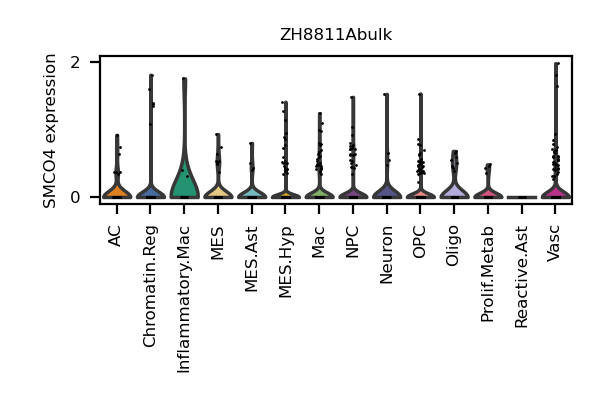 ZH8811Abulk
SMCO4 expression
2
0
AC
Chromatin.Reg
Inflammatory.Mac
MES
MES.Ast
MES.Hyp
Mac
NPC
Neuron
OPC
Oligo
Prolif.Metab
Reactive.Ast
Vasc